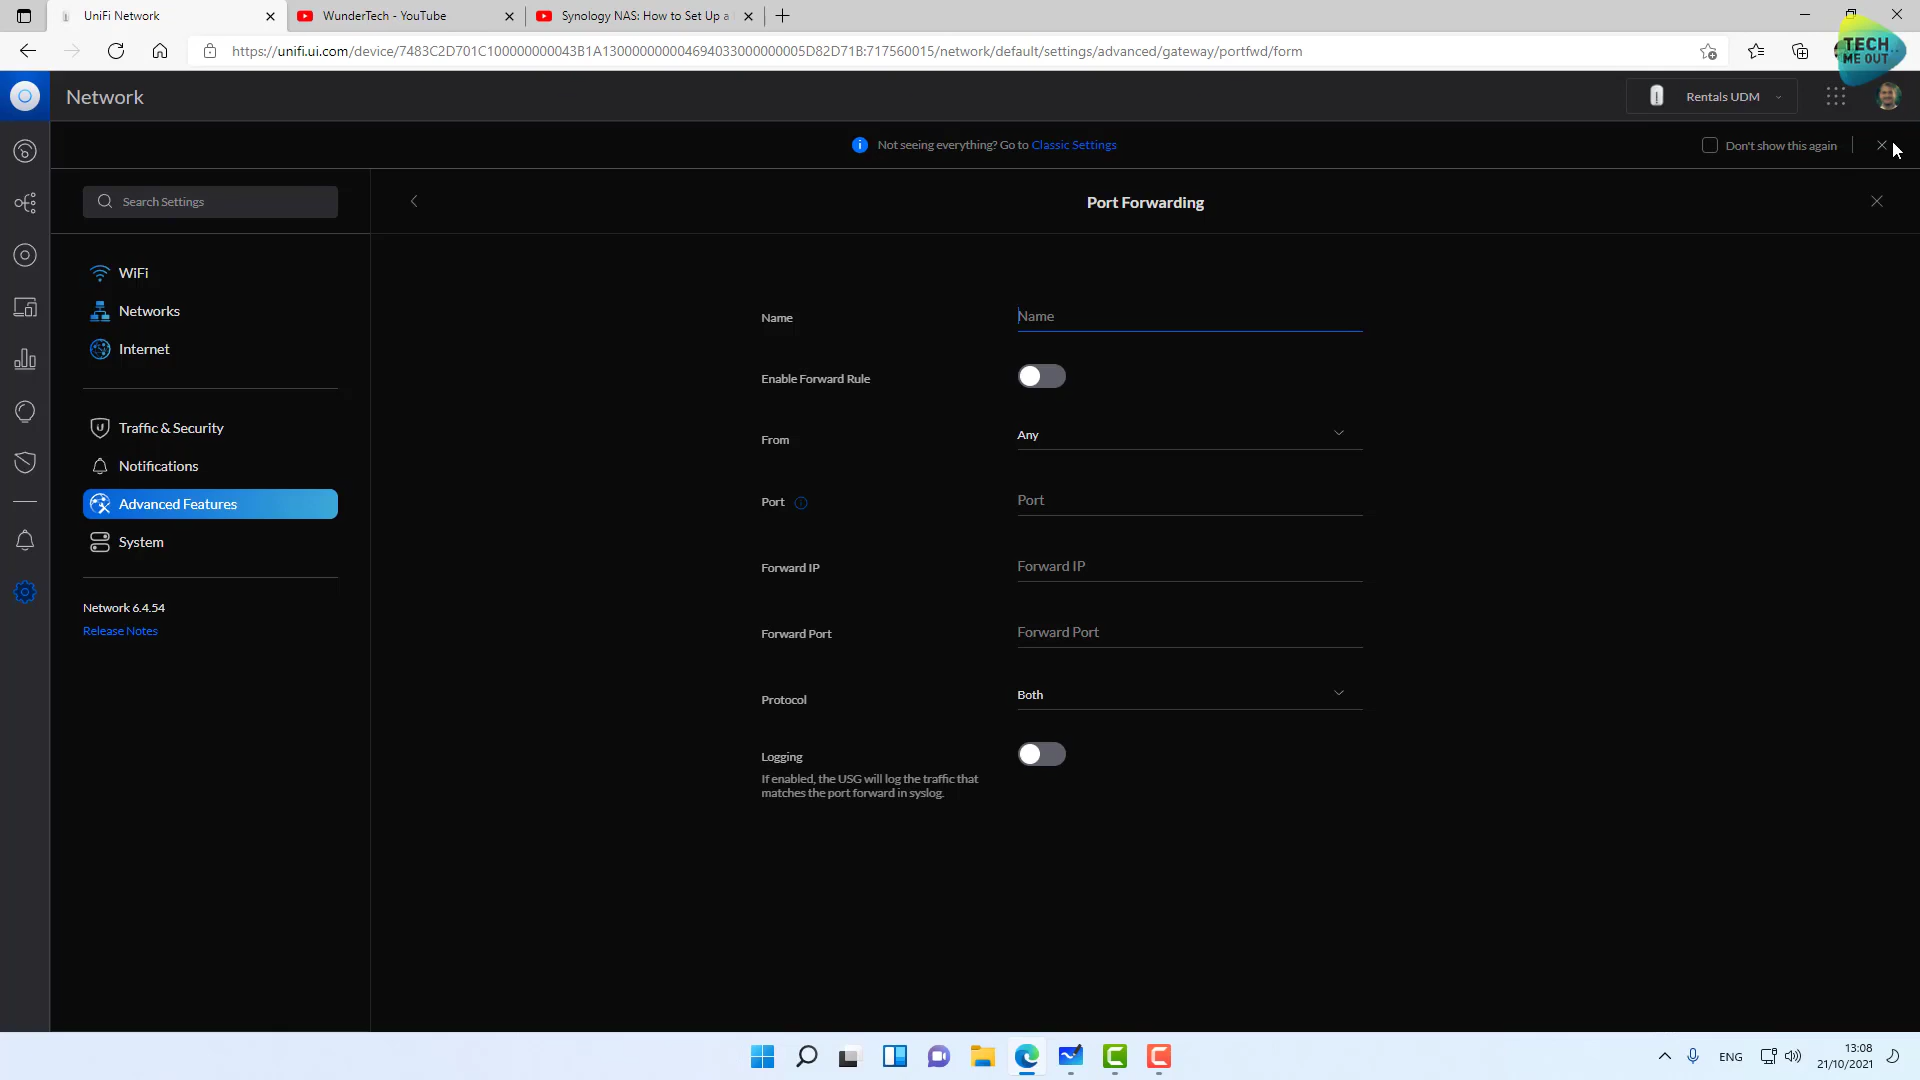 UniFi Network
WunderTech - YouTube
Synology NAS: How to Set Up a
https://unifi.ui.com/device/7483C2D701C100000000043B1A130000000004694033000000005D82D71B:717560015/network/default/settings/advanced/gateway/portfwd/form
TECH
ME OUT
Network
Rentals UDM
Not seeing everything? Go to Classic Settings
Don't show this again
Search Settings
Port Forwarding
WiFi
Networks
Internet
Traffic & Security
Notifications
Advanced Features
System
Network 6.4.54
Release Notes
Name
Name
Enable Forward Rule
From
Any
Port
Port
Forward IP
Forward IP
Forward Port
Forward Port
Protocol
Both
Logging
If enabled, the USG will log the traffic that
matches the port forward in syslog.
ENG
13:08
21/10/2021